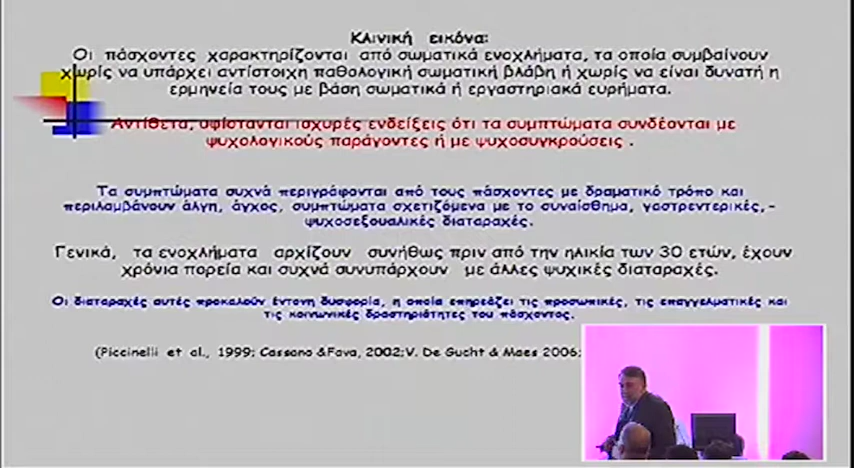 Κλινική εικόνα:
Οι πάσχοντες χαρακτηρίζονται από σωματικά ενοχλήματα, τα οποία συμβαίνουν
χωρίς να υπάρχει αντίστοιχη παθολογική σωματική βλάβη ή χωρίς να είναι δυνατή η
ερμηνεία τους με βάση σωματικά ή εργαστηριακά ευρήματα.
Αντίθετα, υφίστανται ισχυρές ενδείξεις ότι τα συμπτώματα συνδέονται με
ψυχολογικούς παράγοντες ή με ψυχοσυγκρούσεις .
Τα συμπτώματα συχνά περιγράφονται από τους πάσχοντες με δραματικό τρόπο και
περιλαμβάνουν άλγη, άγχος, συμπτώματα σχετιζόμενα με το συναίσθημα, γαστρεντερικές,-
ψυχοσεξουαλικές διαταραχές.
Γενικά, τα ενοχλήματα αρχίζουν συνήθως πριν από την ηλικία των 30 ετών, έχουν
χρόνια πορεία και συχνά συνυπάρχουν με άλλες ψυχικές διαταραχές.
Οι διαταραχές αυτές προκαλούν έντονη δυσφορία, η οποία επηρεάζει τις προσωπικές, τις επαγγελματικές και
τις κοινωνικές δραστηριότητες του πάσχοντος.
(Piccinelli et al., 1999; Cassano &Fava, 2002;V. De Gucht & Maes 2006;